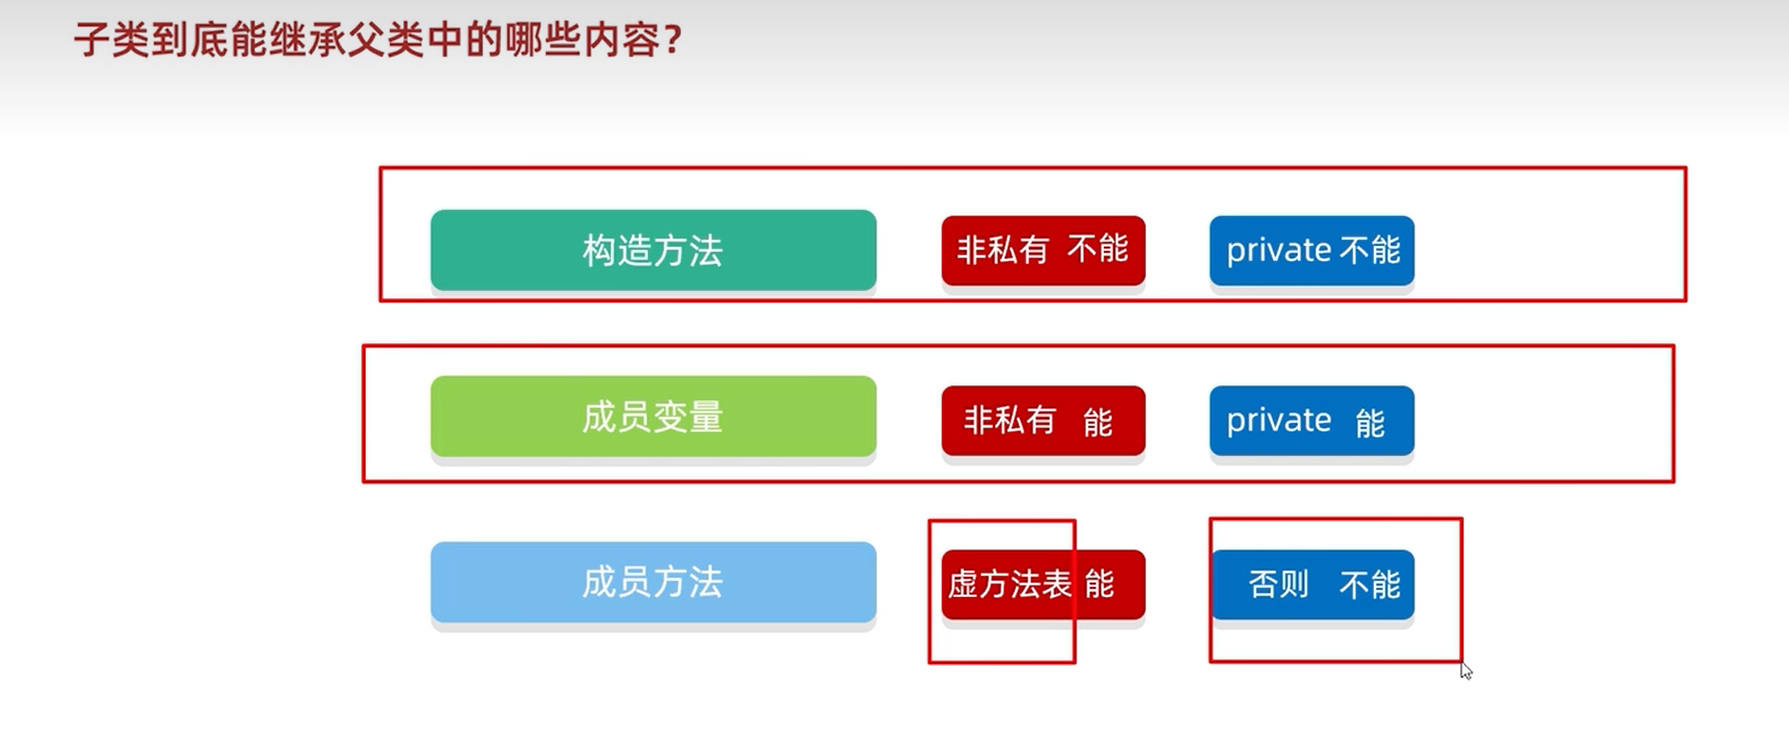 子类到底能继承父类中的哪些内容？
构造方法 非私有 不能 private 不能
成员变量 非私有 能 private 能
成员方法 虚方法表 能 否则 不能